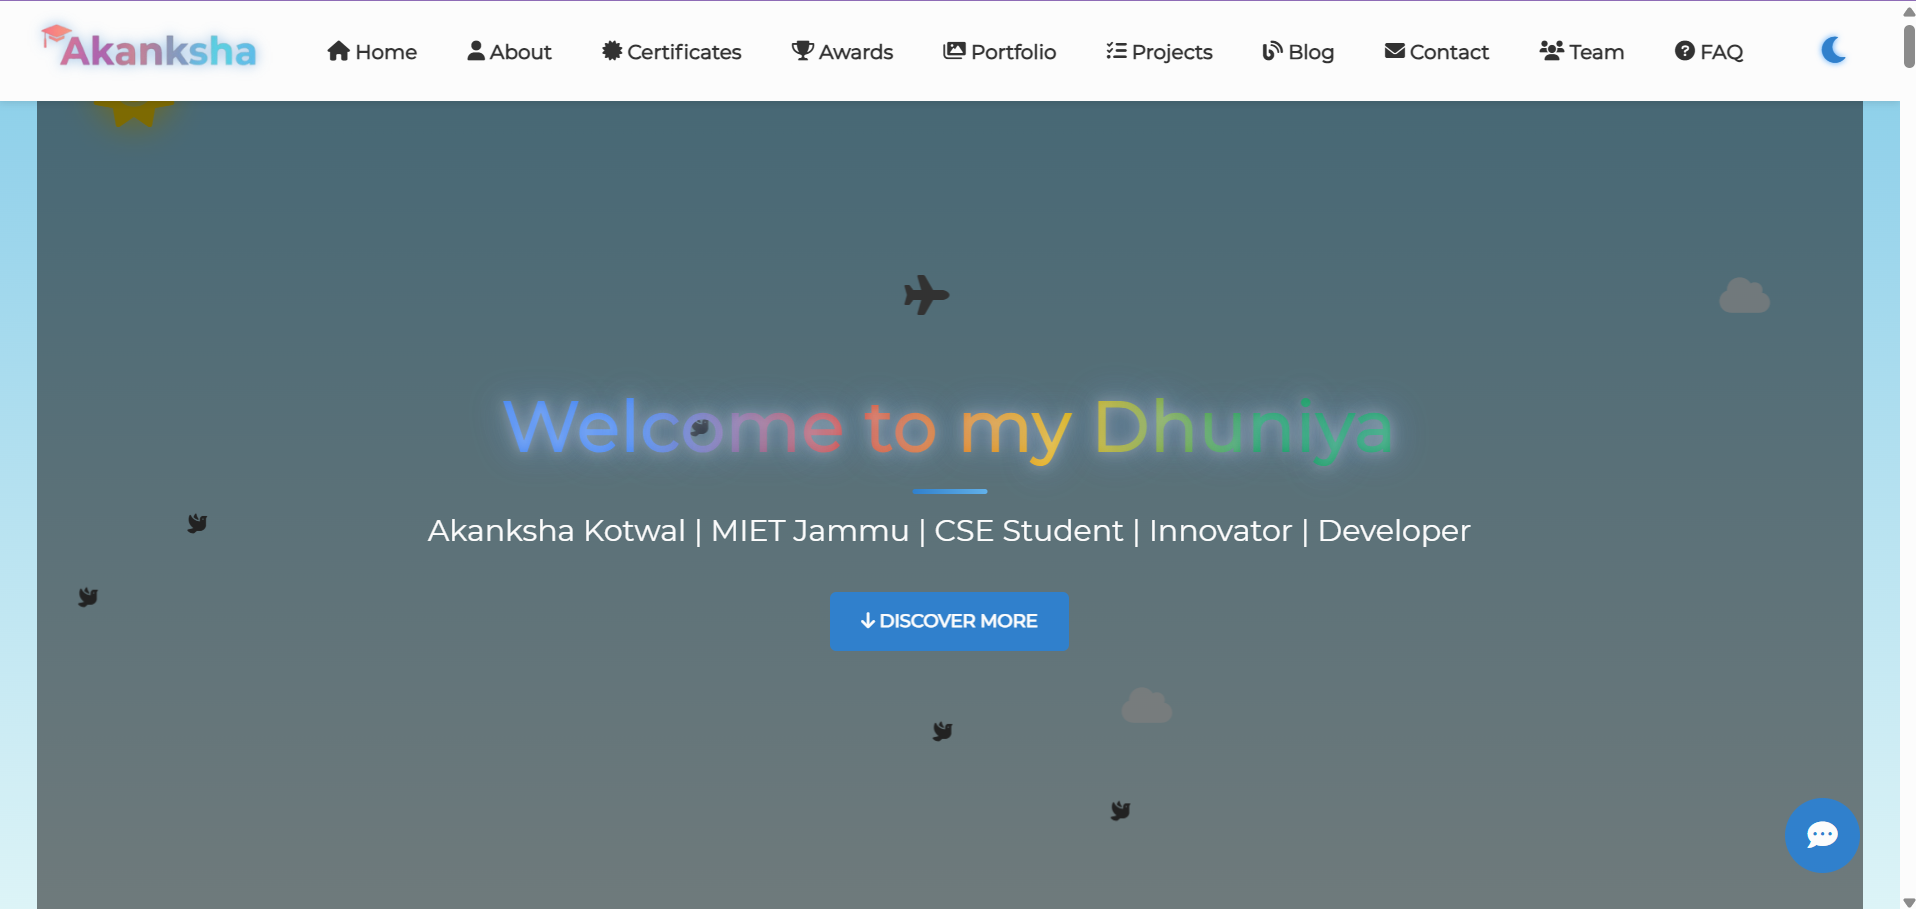 Akanksha Home About Certificates Awards Portfolio Projects Blog Contact Team FAQ
Welcome to my Dhuniya
Akanksha Kotwal | MIET Jammu | CSE Student | Innovator | Developer
DISCOVER MORE